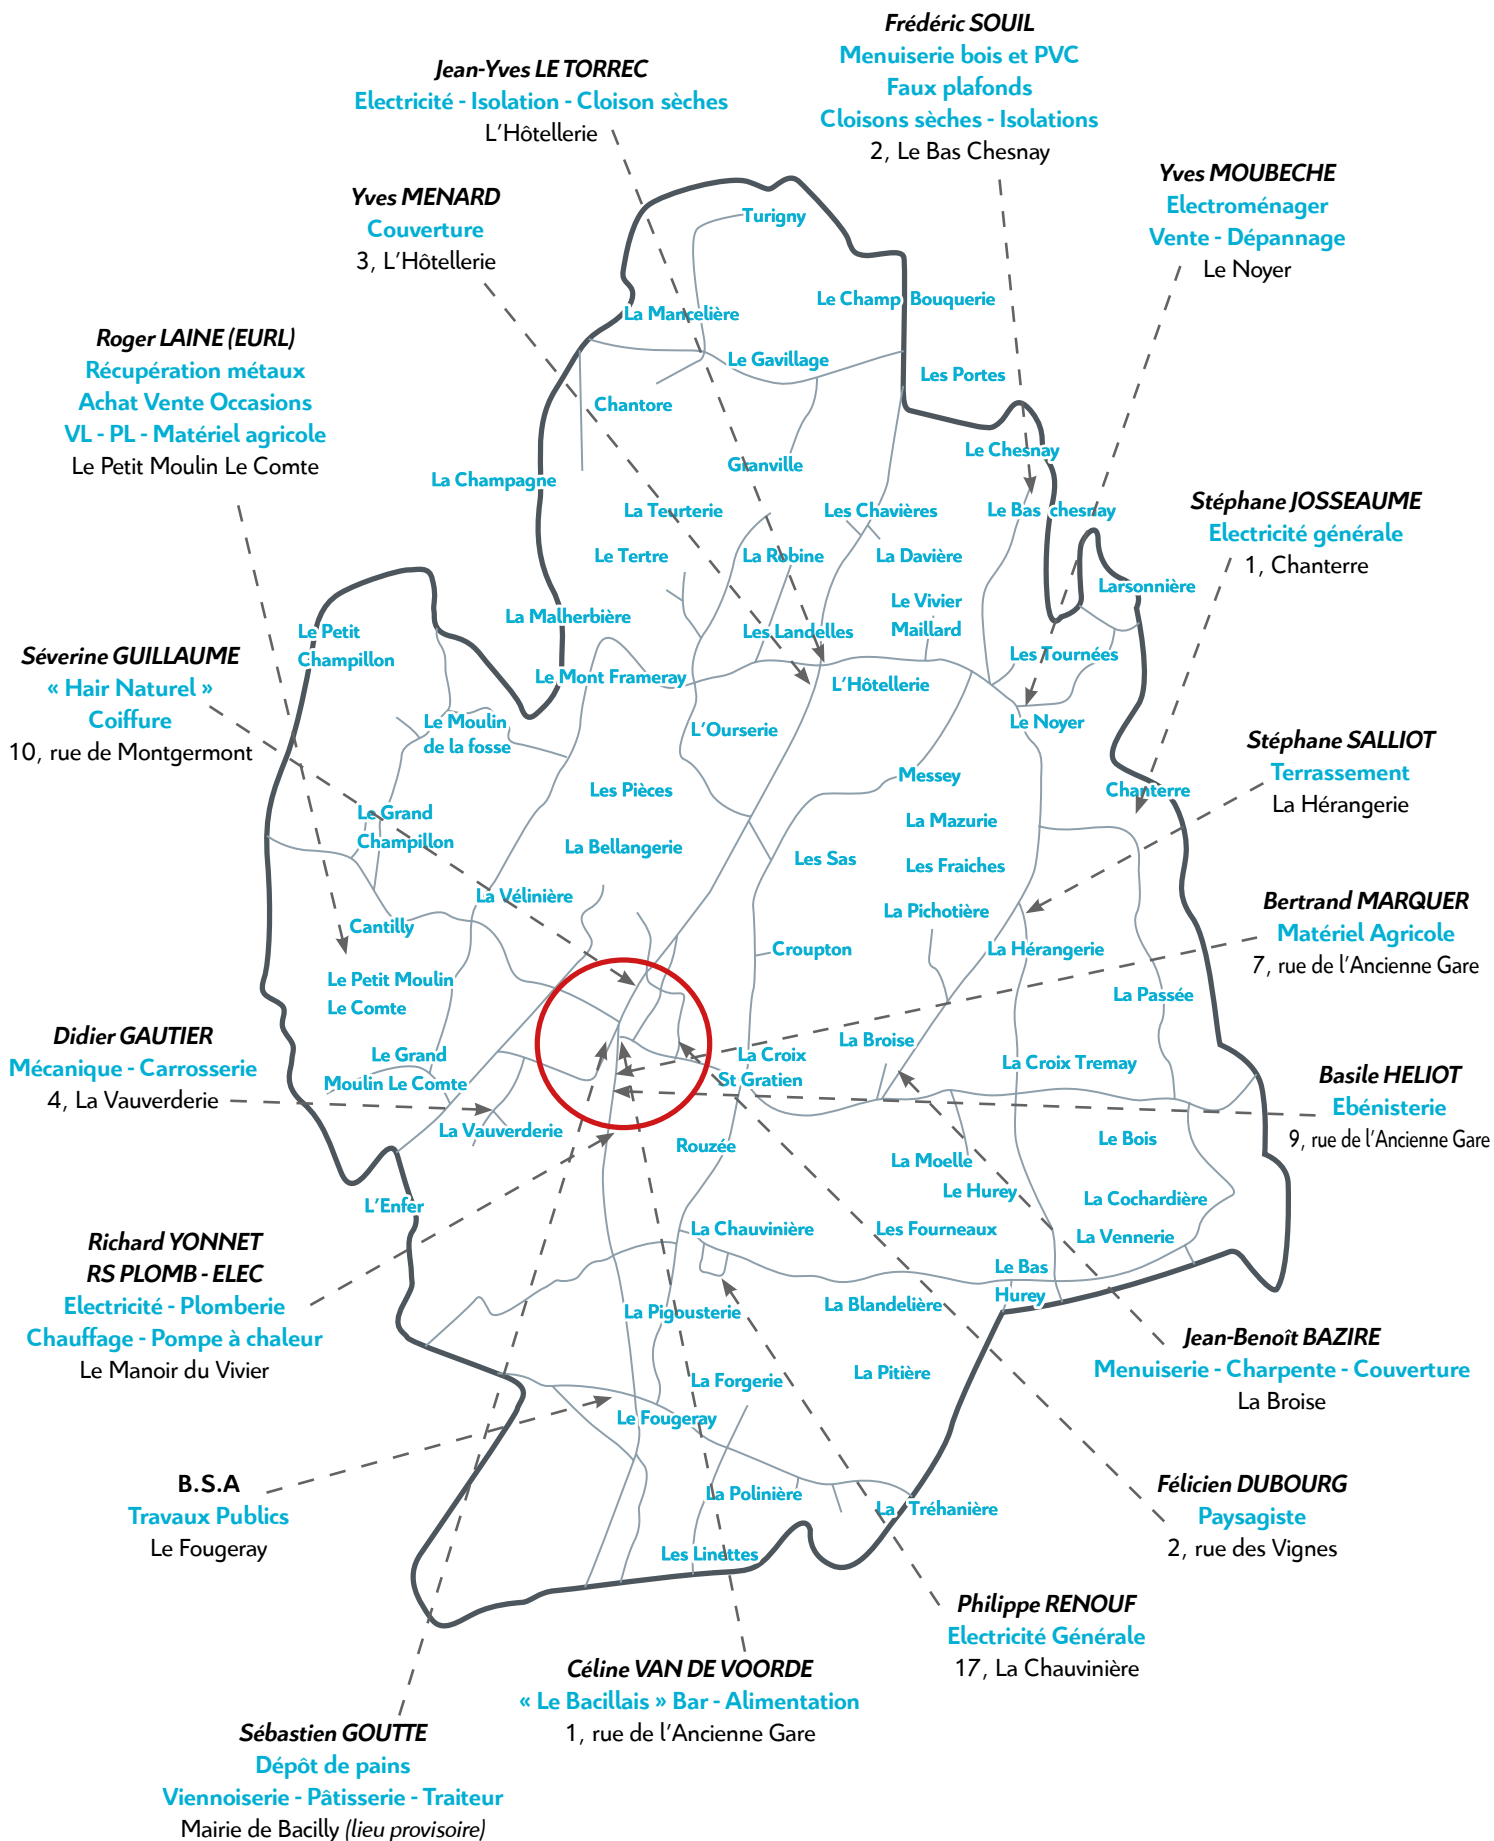 Frédéric SOUIL
Menuiserie bois et PVC
Faux plafonds
Cloisons sèches - Isolations
2, Le Bas Chesnay
Jean-Yves LE TORREC
Electricité - Isolation - Cloison sèches
L'Hôtellerie
Yves MOUBECHE
Electroménager
Vente - Dépannage
Le Noyer
Yves MENARD
Couverture
3, L'Hôtellerie
Roger LAINE (EURL)
Récupération métaux
Achat Vente Occasions
VL - PL - Matériel agricole
Le Petit Moulin Le Comte
Stéphane JOSSEAUME
Electricité générale
1, Chanterre
Séverine GUILLAUME
« Hair Naturel »
Coiffure
10, rue de Montgermont
Stéphane SALLIOT
Terrassement
La Hérangerie
Bertrand MARQUER
Matériel Agricole
7, rue de l'Ancienne Gare
Didier GAUTIER
Mécanique - Carrosserie
4, La Vauverderie
Basile HELIOT
Ebénisterie
9, rue de l'Ancienne Gare
Richard YONNET
RS PLOMB - ELEC
Electricité - Plomberie
Chauffage - Pompe à chaleur
Le Manoir du Vivier
Jean-Benoît BAZIRE
Menuiserie - Charpente - Couverture
La Broise
B.S.A
Travaux Publics
Le Fougeray
Félicien DUBOURG
Paysagiste
2, rue des Vignes
Philippe RENOUF
Electricité Générale
17, La Chauvinière
Céline VAN DE VOORDE
« Le Bacillais » Bar - Alimentation
1, rue de l'Ancienne Gare
Sébastien GOUTTE
Dépôt de pains
Viennoiserie - Pâtisserie - Traiteur
Mairie de Bacilly (lieu provisoire)
Turigny
Le Champ Bouquerie
La Mancelière
Le Gavillage
Les Portes
Chantore
Le Chesnay
Granville
La Champagne
La Teurterie
Les Chavières
Le Bas chesnay
Le Tertre
La Robine
La Davière
Larsonnière
Le Vivier
Maillard
La Malherbière
Les Landelles
Le Petit
Champillon
Les Tournées
Le Mont Frameray
L'Hôtellerie
Le Moulin
de la fosse
L'Ourserie
Le Noyer
Messey
Les Pièces
Chanterre
Le Grand
Champillon
La Mazurie
La Bellangerie
Les Sas
Les Fraiches
La Vélinière
La Pichotière
Cantilly
Croupton
La Hérangerie
Le Petit Moulin
Le Comte
La Passée
La Broise
Le Grand
Moulin Le Comte
La Croix
St Gratien
La Croix Tremay
La Vauverderie
Rouzée
Le Bois
La Moelle
Le Hurey
La Cochardière
L'Enfer
La Chauvinière
Les Fourneaux
La Vennerie
Le Bas
Hurey
La Pigousterie
La Blandelière
La Forgerie
La Pitière
Le Fougeray
La Polinière
La Tréhanière
Les Linettes